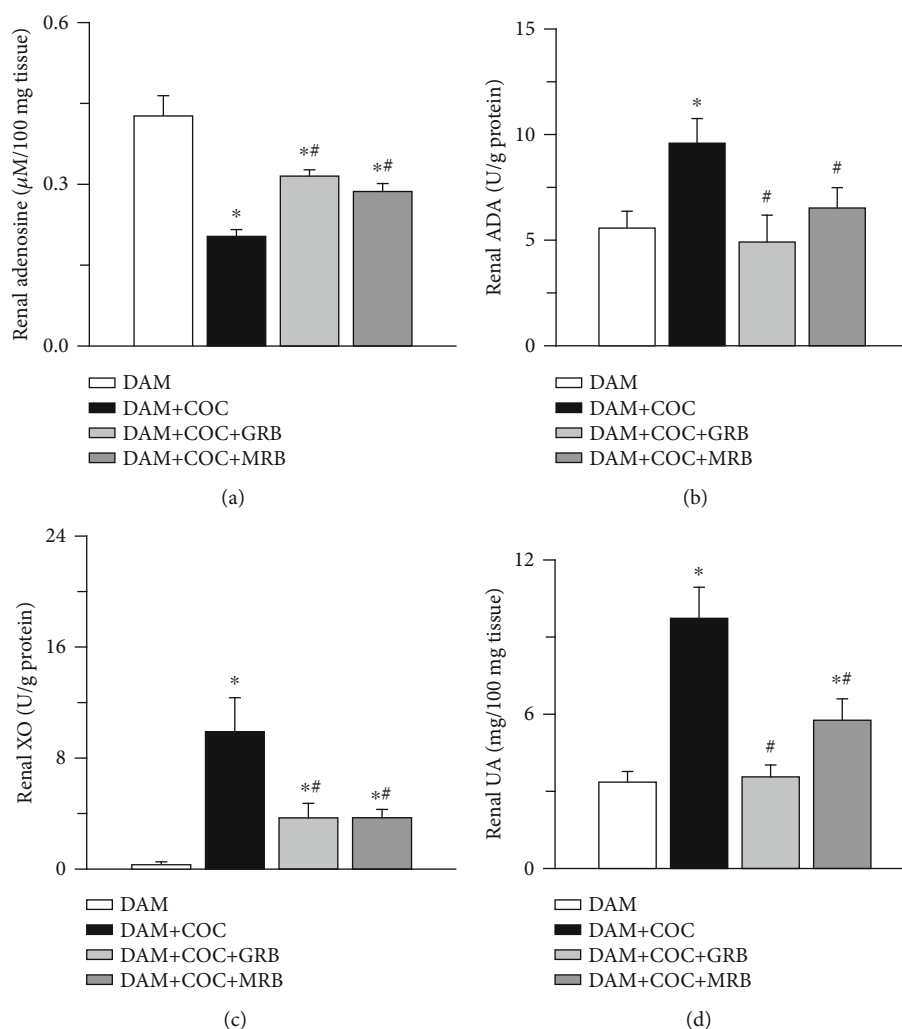 0.6
0.3
0.0
Renal adenosine (µM/100 mg tissue)
*
*#
*#
DAM
DAM+COC
DAM+COC+GRB
DAM+COC+MRB
(a)
15
10
5
0
Renal ADA (U/g protein)
*
#
#
DAM
DAM+COC
DAM+COC+GRB
DAM+COC+MRB
(b)
24
16
8
0
Renal XO (U/g protein)
*
*#
*#
DAM
DAM+COC
DAM+COC+GRB
DAM+COC+MRB
(c)
12
6
0
Renal UA (mg/100 mg tissue)
*
#
*#
DAM
DAM+COC
DAM+COC+GRB
DAM+COC+MRB
(d)